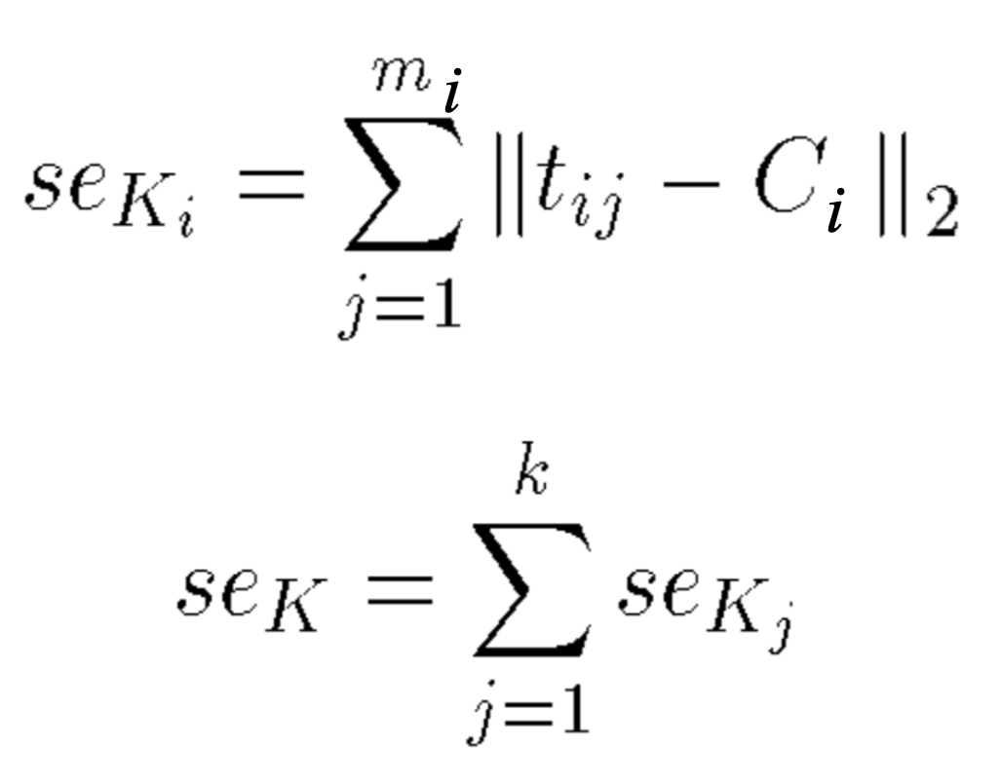 $se_{K_i} = \sum_{j=1}^{m_i} \| t_{ij} - C_i \|_2$
$se_K = \sum_{j=1}^{k} se_{K_j}$